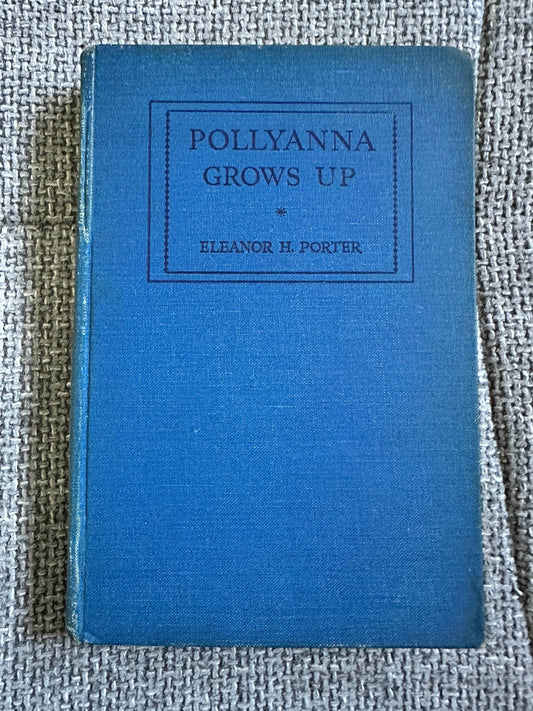 POLLYANNA
GROWS UP
*
ELEANOR H. PORTER